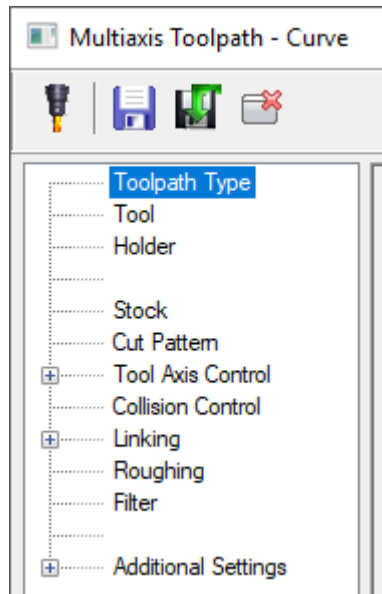 Multiaxis Toolpath - Curve
Toolpath Type
Tool
Holder
Stock
Cut Pattern
Tool Axis Control
Collision Control
Linking
Roughing
Filter
Additional Settings